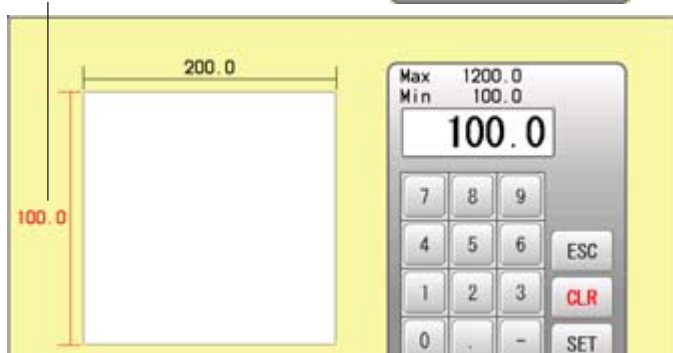 200.0
100.0
Max 1200.0
Min 100.0
100.0
7 8 9
4 5 6 ESC
1 2 3 CLR
0 . - SET